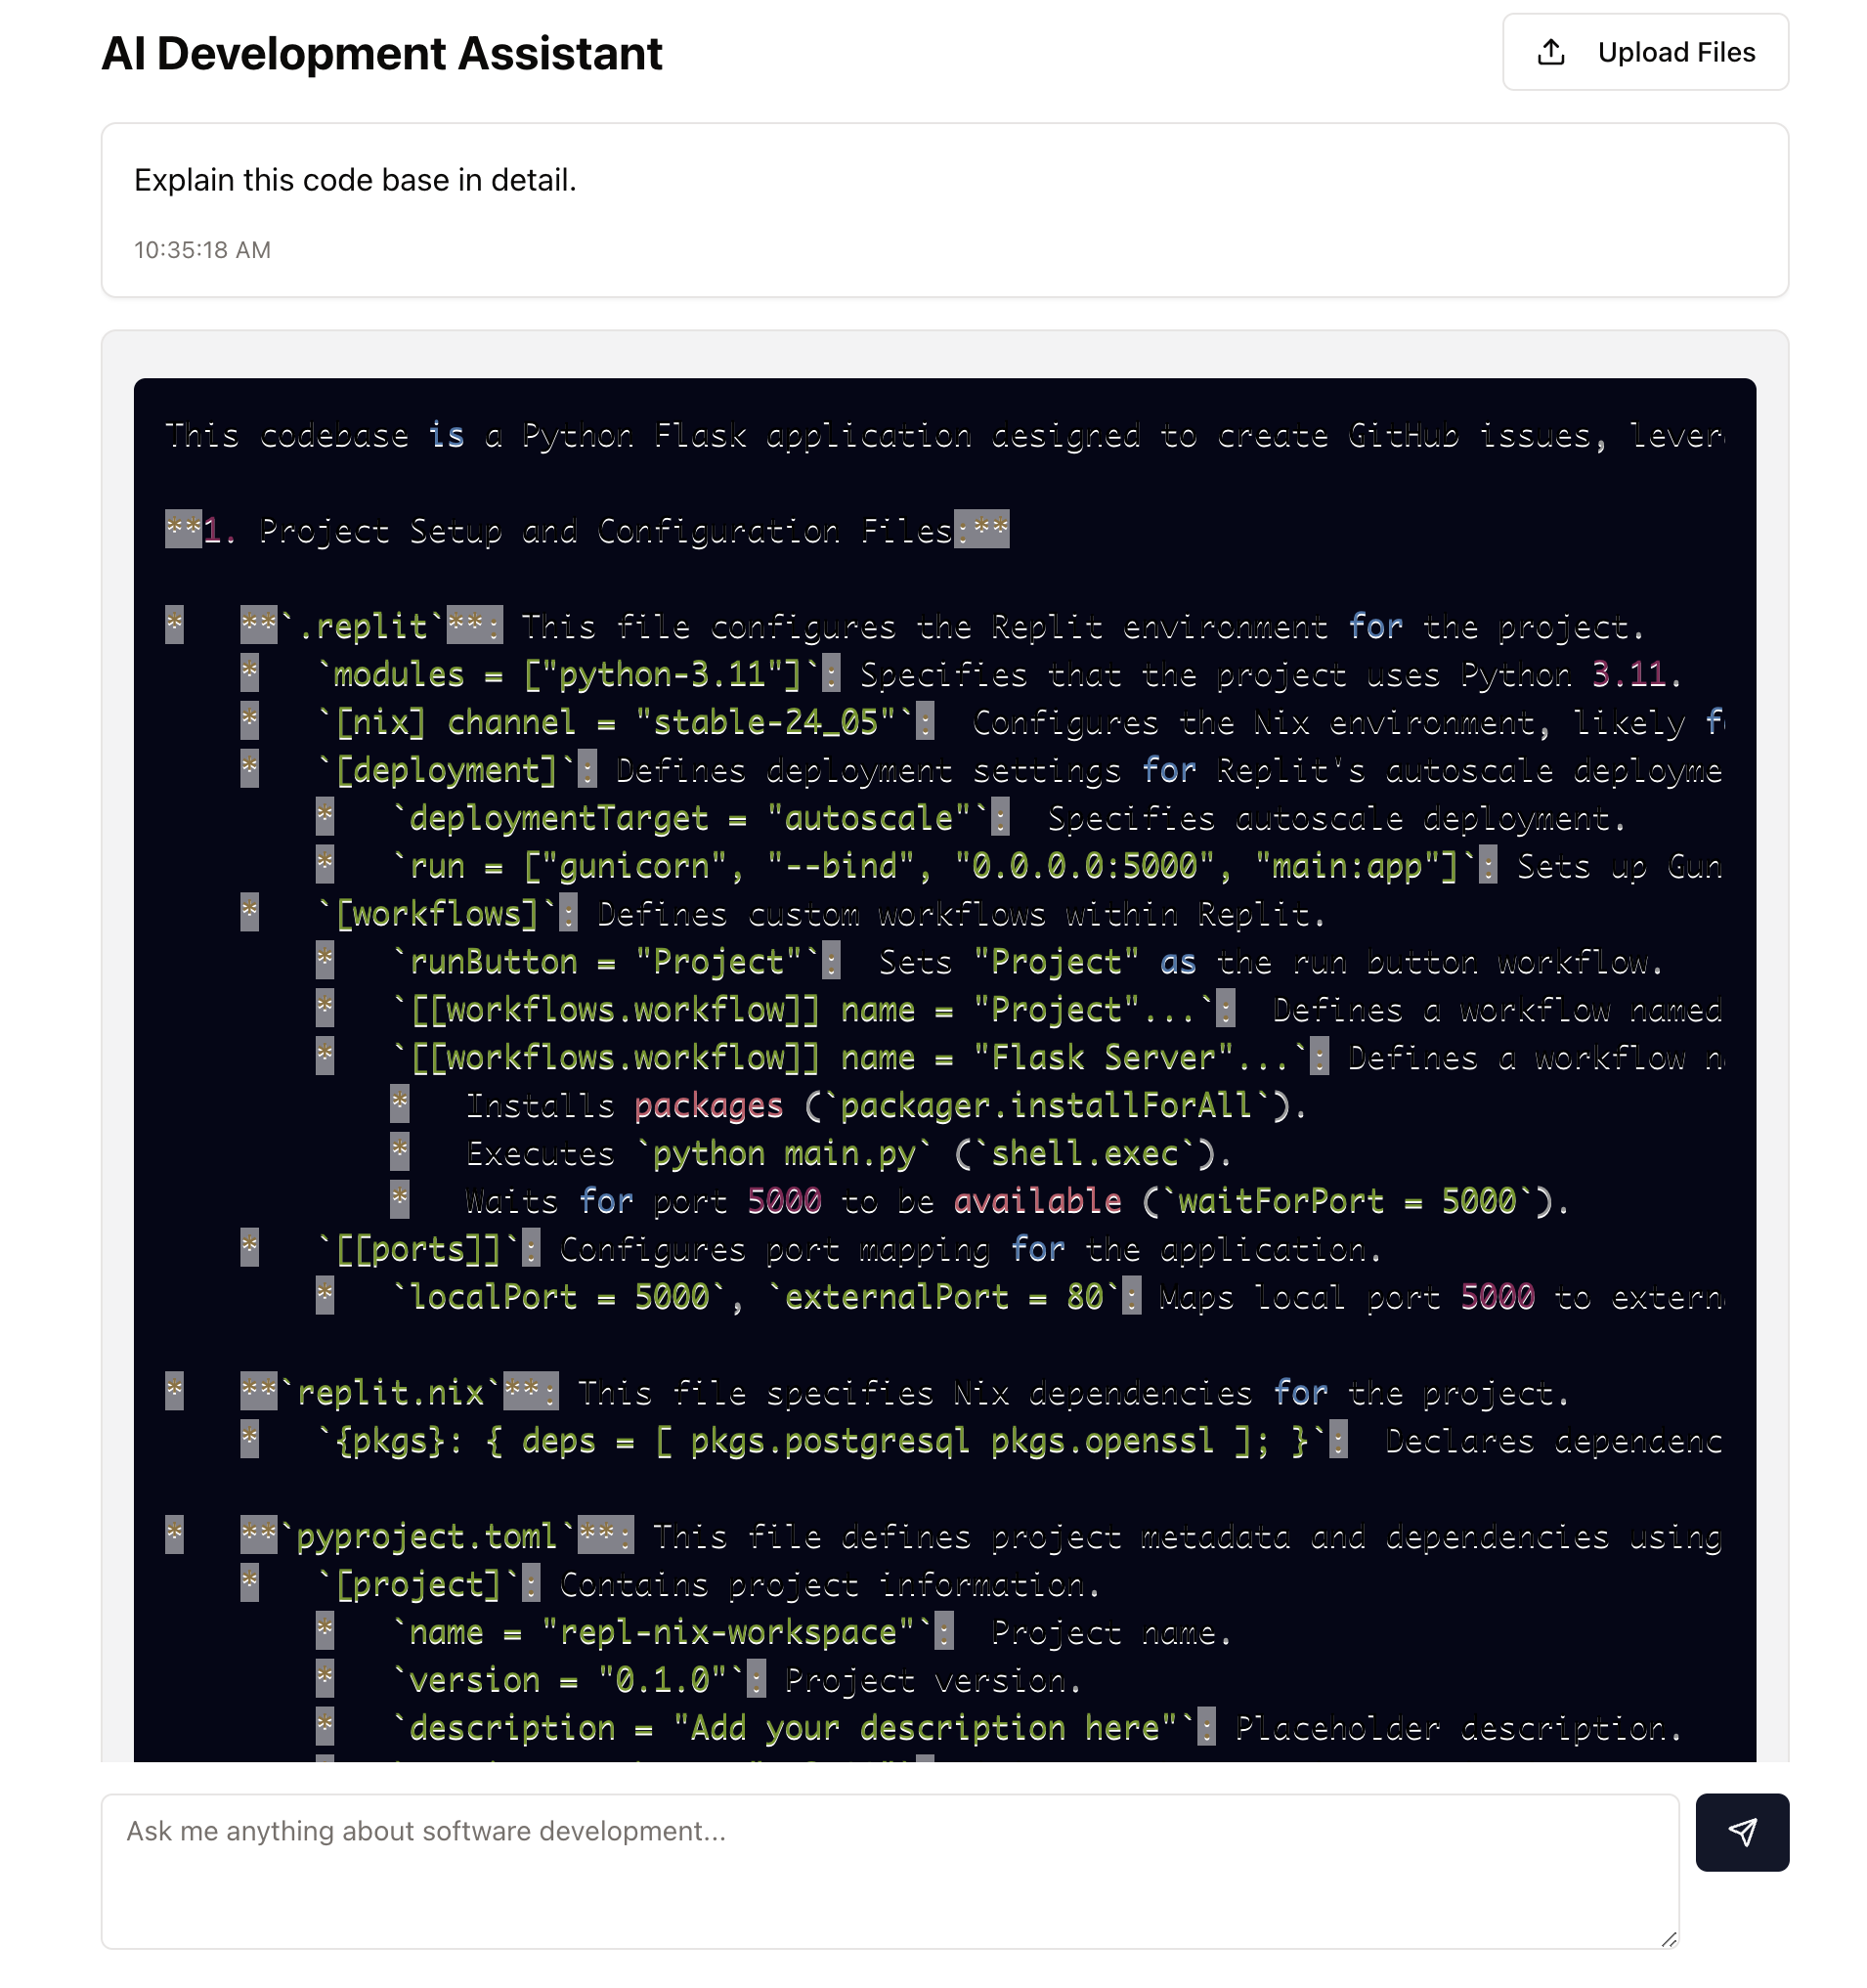 AI Development Assistant
Upload Files
Explain this code base in detail.
10:35:18 AM
This codebase is a Python Flask application designed to create GitHub issues,
**1. Project Setup and Configuration Files:**
*   **`.replit`**: This file configures the Replit environment for the project.
    *   `modules = ["python-3.11"]`: Specifies that the project uses Python 3.11.
    *   `[nix] channel = "stable-24_05"`:  Configures the Nix environment, likely
    *   `[deployment]`: Defines deployment settings for Replit's autoscale
        *   `deploymentTarget = "autoscale"`:  Specifies autoscale deployment.
        *   `run = ["gunicorn", "--bind", "0.0.0.0:5000", "main:app"]`: Sets up Gun
    *   `[workflows]`: Defines custom workflows within Replit.
        *   `runButton = "Project"`:  Sets "Project" as the run button workflow.
        *   `[[workflows.workflow]] name = "Project"...`:  Defines a workflow named
        *   `[[workflows.workflow]] name = "Flask Server"...`: Defines a workflow
            *   Installs packages (`packager.installForAll`).
            *   Executes `python main.py` (`shell.exec`).
            *   Waits for port 5000 to be available (`waitForPort = 5000`).
    *   `[[ports]]`: Configures port mapping for the application.
        *   `localPort = 5000`, `externalPort = 80`: Maps local port 5000 to extern
*   **`replit.nix`**: This file specifies Nix dependencies for the project.
    *   `{pkgs}: { deps = [ pkgs.postgresql pkgs.openssl ]; }`:  Declares dependenc
*   **`pyproject.toml`**: This file defines project metadata and dependencies using
    *   `[project]`: Contains project information.
        *   `name = "repl-nix-workspace"`:  Project name.
        *   `version = "0.1.0"`: Project version.
        *   `description = "Add your description here"`: Placeholder description.
Ask me anything about software development...